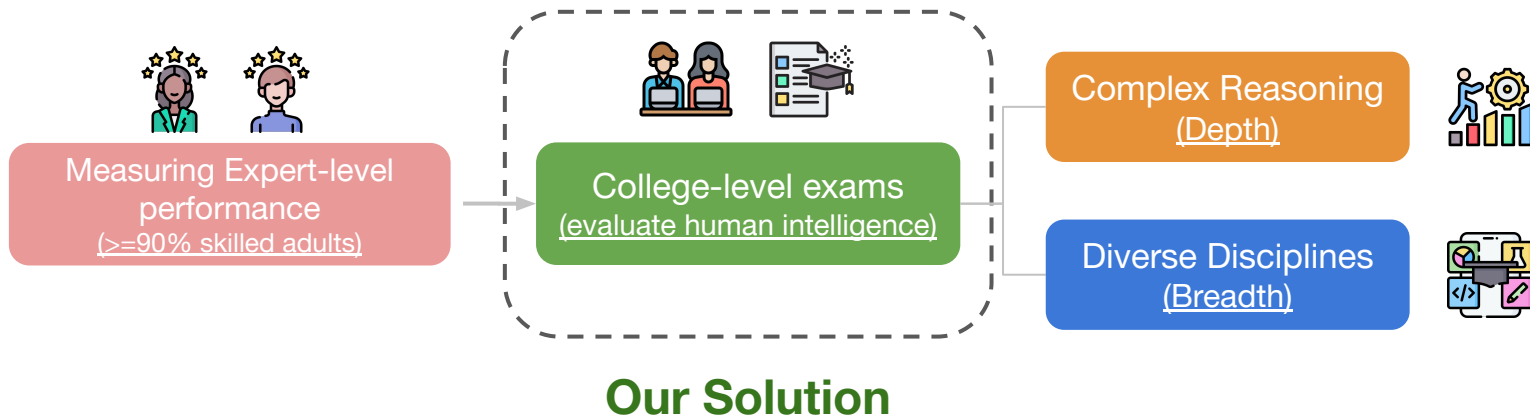 Measuring Expert-level
performance
(>=90% skilled adults)
College-level exams
(evaluate human intelligence)
Complex Reasoning
(Depth)
Diverse Disciplines
(Breadth)
</>
Our Solution